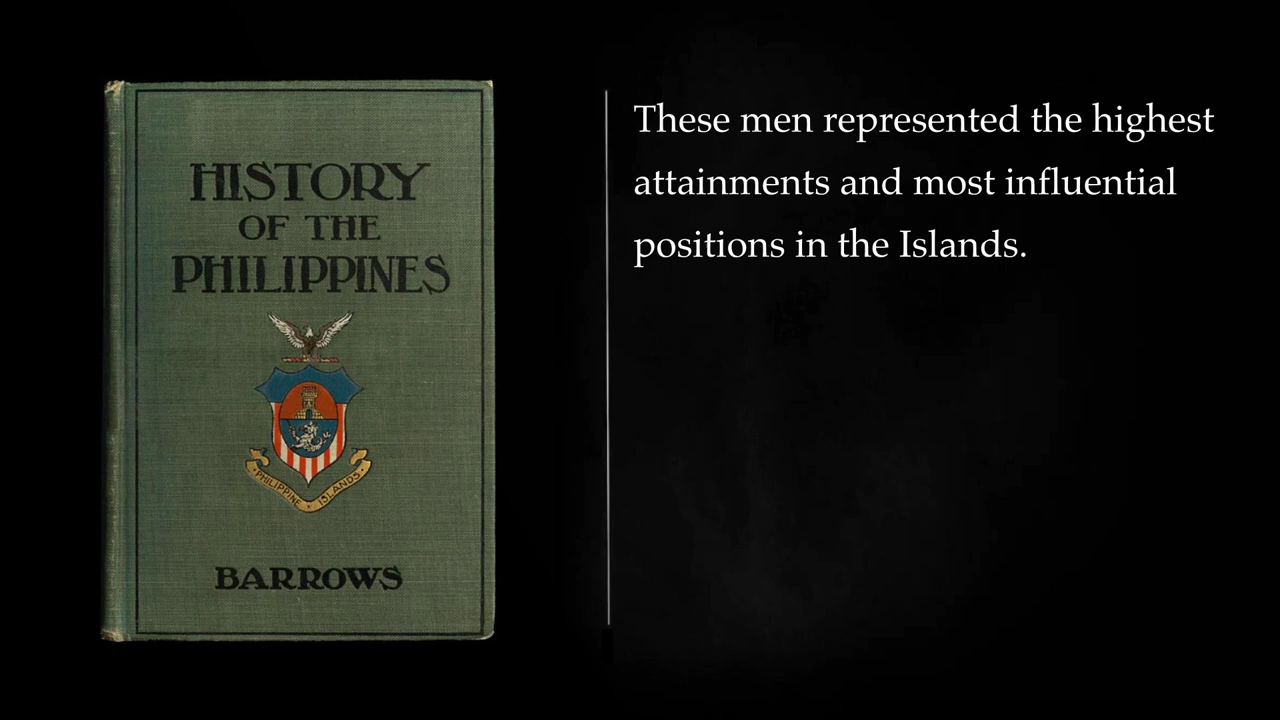 HISTORY
OF THE
PHILIPPINES
PHILIPPINE ISLANDS
BARROWS
These men represented the highest
attainments and most influential
positions in the Islands.